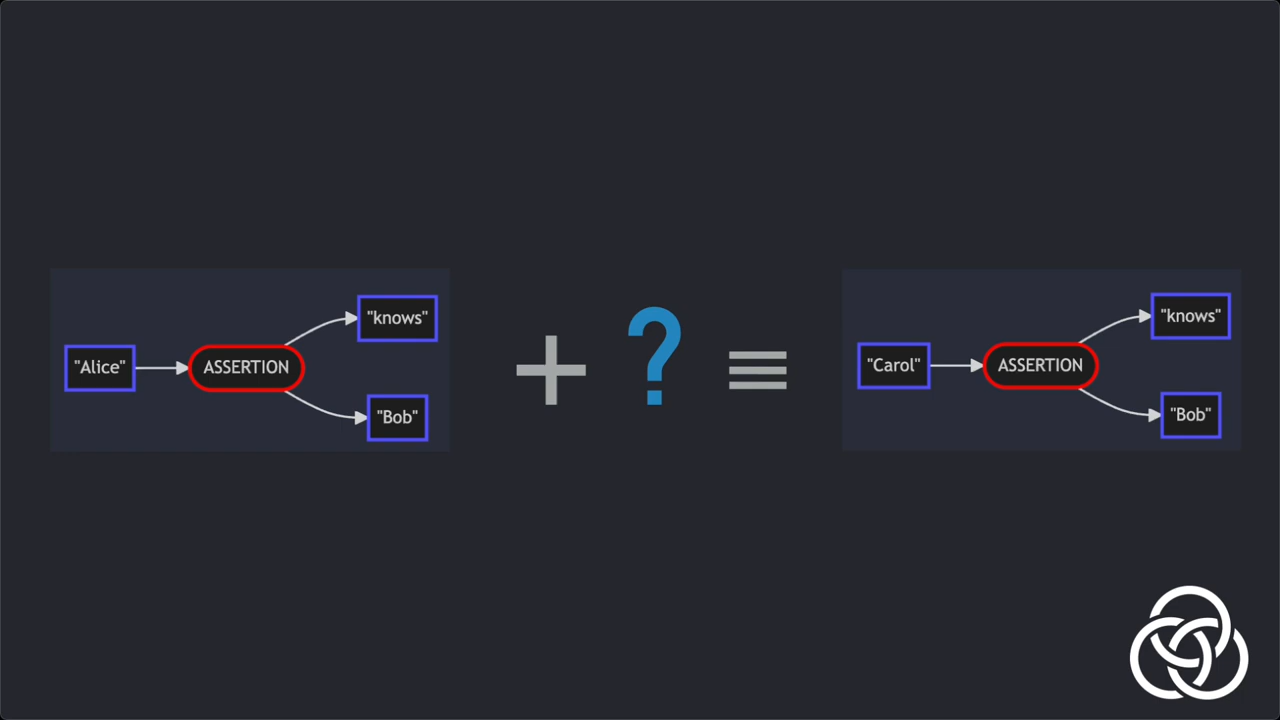 "Alice"
ASSERTION
"knows"
"Bob"
+
?
≡
"Carol"
ASSERTION
"knows"
"Bob"